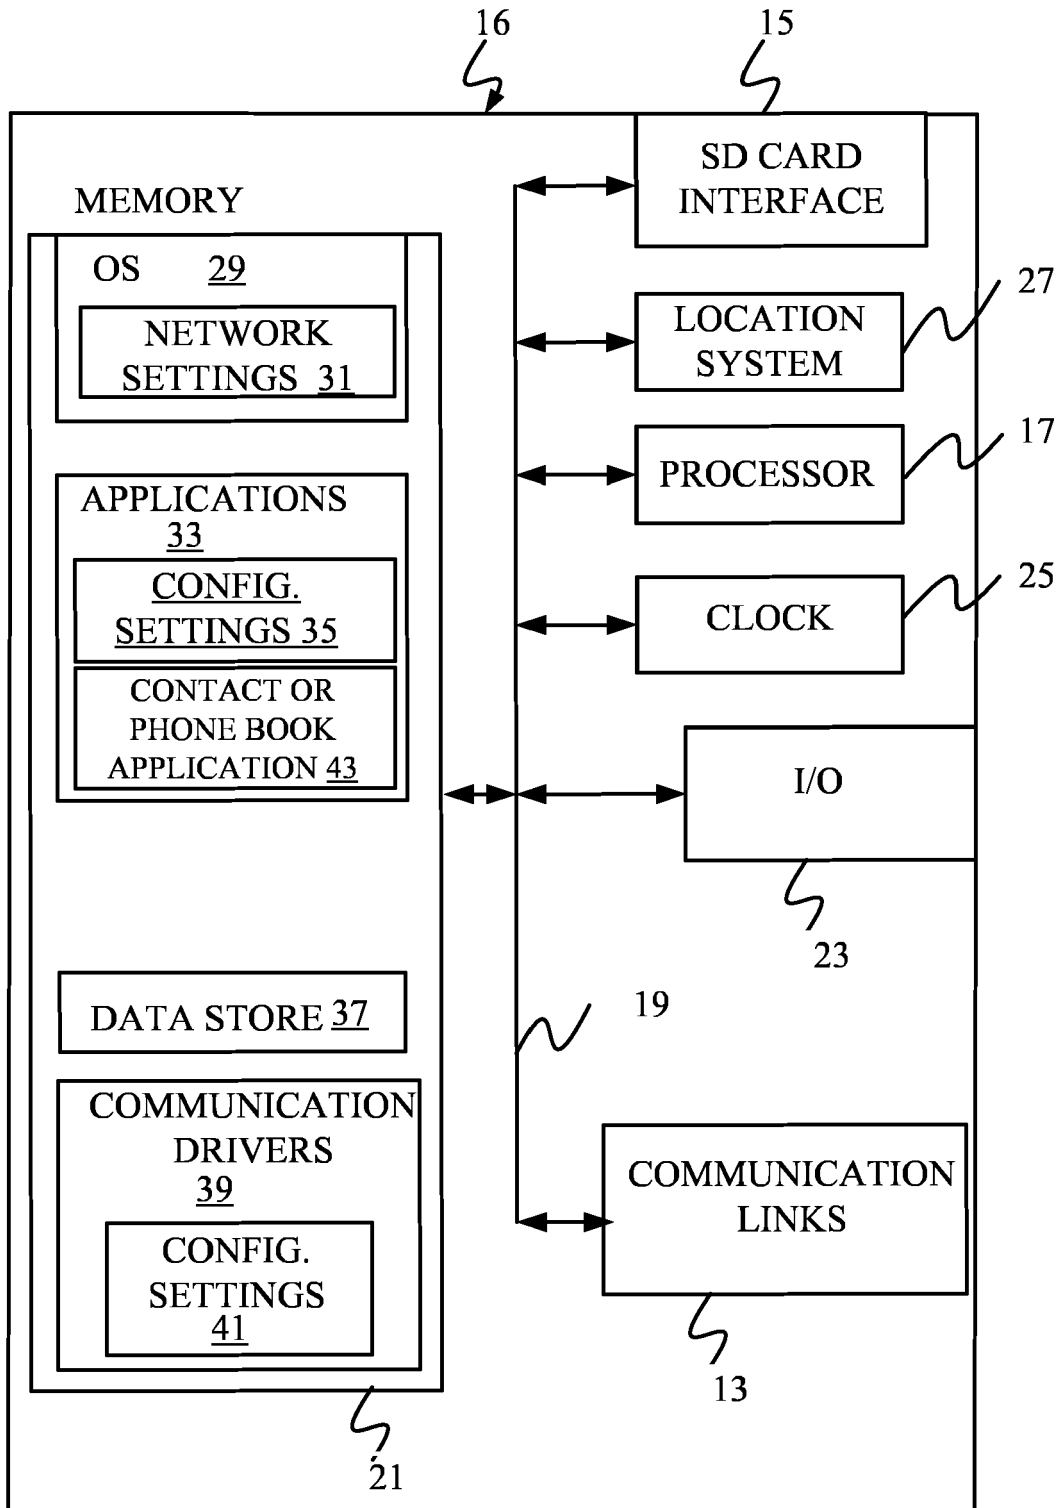 16
15
SD CARD
INTERFACE
MEMORY
OS 29
NETWORK
SETTINGS 31
APPLICATIONS
33
CONFIG.
SETTINGS 35
CONTACT OR
PHONE BOOK
APPLICATION 43
DATA STORE 37
COMMUNICATION
DRIVERS
39
CONFIG.
SETTINGS
41
21
LOCATION
SYSTEM
27
PROCESSOR
17
CLOCK
25
I/O
23
19
COMMUNICATION
LINKS
13